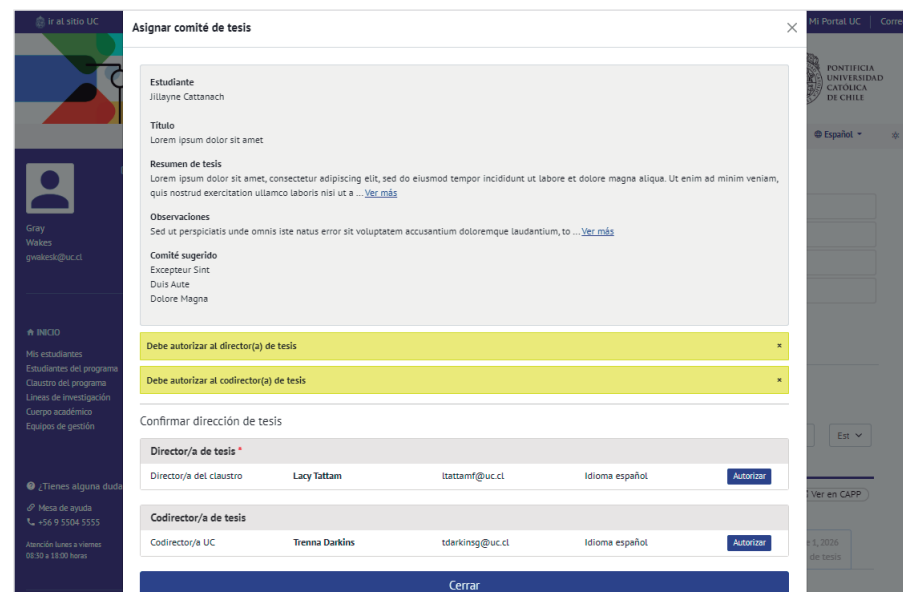 ir al sitio UC
Mi Portal UC
PONTIFICIA
UNIVERSIDAD
CATÓLICA
DE CHILE
Español
Gray
Wakes
gwakesk@uc.cl
INICIO
Mis estudiantes
Estudiantes del programa
Claustro del programa
Lineas de investigación
Cuerpo académico
Equipos de gestión
¿Tienes alguna duda
Mesa de ayuda
+56 9 5504 5555
Atención lunes a viernes
08:30 a 18:00 horas
Asignar comité de tesis
Estudiante
Jillayne Cattanach
Título
Lorem ipsum dolor sit amet
Resumen de tesis
Lorem ipsum dolor sit amet, consectetur adipiscing elit, sed do eiusmod tempor incididunt ut labore et dolore magna aliqua. Ut enim ad minim veniam,
quis nostrud exercitation ullamco laboris nisi ut a ... Ver más
Observaciones
Sed ut perspiciatis unde omnis iste natus error sit voluptatem accusantium doloremque laudantium, to ... Ver más
Comité sugerido
Excepteur Sint
Duis Aute
Dolore Magna
Debe autorizar al director(a) de tesis
Debe autorizar al codirector(a) de tesis
Confirmar dirección de tesis
Director/a de tesis *
Director/a del claustro Lacy Tattam ltattamf@uc.cl Idioma español Autorizar
Codirector/a de tesis
Codirector/a UC Trenna Darkins tdarkinsg@uc.cl Idioma español Autorizar
Cerrar
Est
Ver en CAPP
1, 2026
de tesis